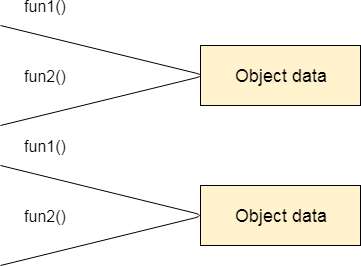 fun1()
fun2()
Object data
fun1()
fun2()
Object data